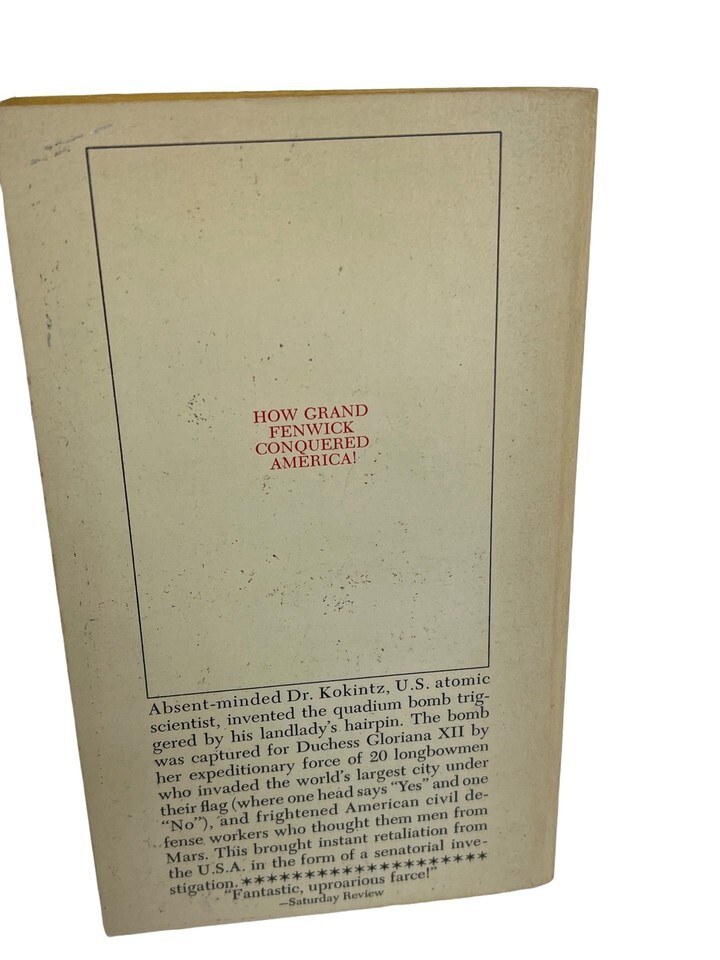 HOW GRAND
FENWICK
CONQUERED
AMERICA!
Absent-minded Dr. Kokintz, U.S. atomic
scientist, invented the quadium bomb trig-
gered by his landlady's hairpin. The bomb
was captured for Duchess Gloriana XII by
her expeditionary force of 20 longbowmen
who invaded the world's largest city under
their flag (where one head says "Yes" and one
"No"), and frightened American civil de-
fense workers who thought them men from
Mars. This brought instant retaliation from
the U.S.A. in the form of a senatorial inve-
stigation. ********************
"Fantastic, uproarious farce!"
—Saturday Review